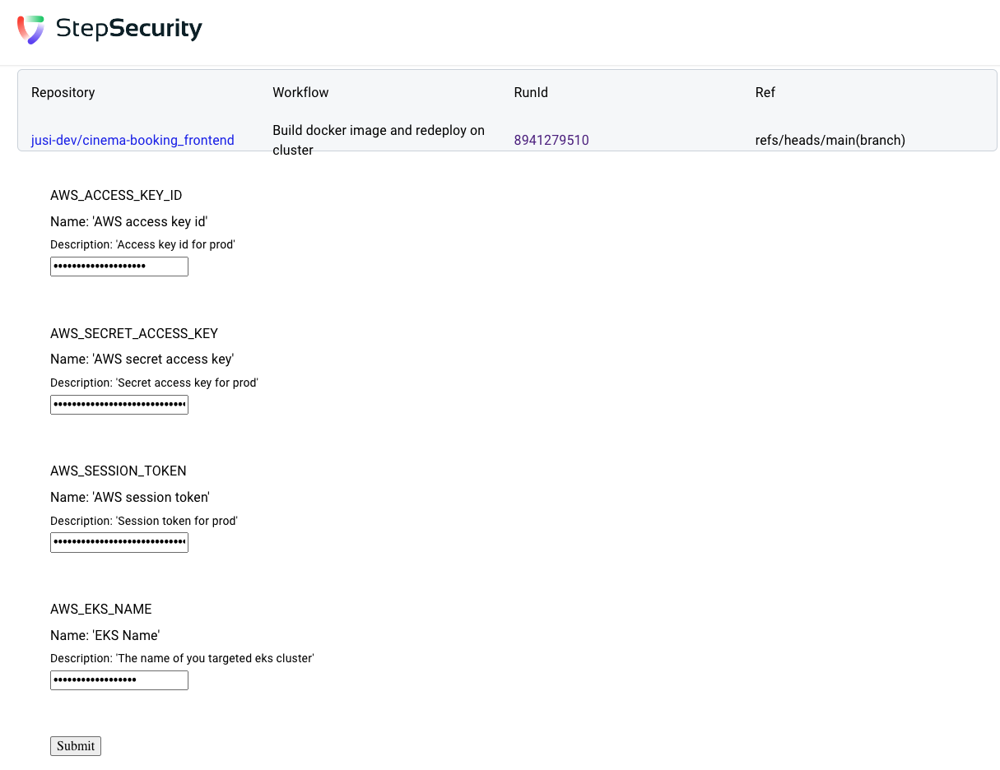 StepSecurity
Repository Workflow RunId Ref
jusi-dev/cinema-booking_frontend Build docker image and redeploy on cluster 8941279510 refs/heads/main(branch)
AWS_ACCESS_KEY_ID
Name: 'AWS access key id'
Description: 'Access key id for prod'
••••••••••••••••••••
AWS_SECRET_ACCESS_KEY
Name: 'AWS secret access key'
Description: 'Secret access key for prod'
•••••••••••••••••••••••••••••
AWS_SESSION_TOKEN
Name: 'AWS session token'
Description: 'Session token for prod'
•••••••••••••••••••••••••••••
AWS_EKS_NAME
Name: 'EKS Name'
Description: 'The name of you targeted eks cluster'
••••••••••••••••••
Submit